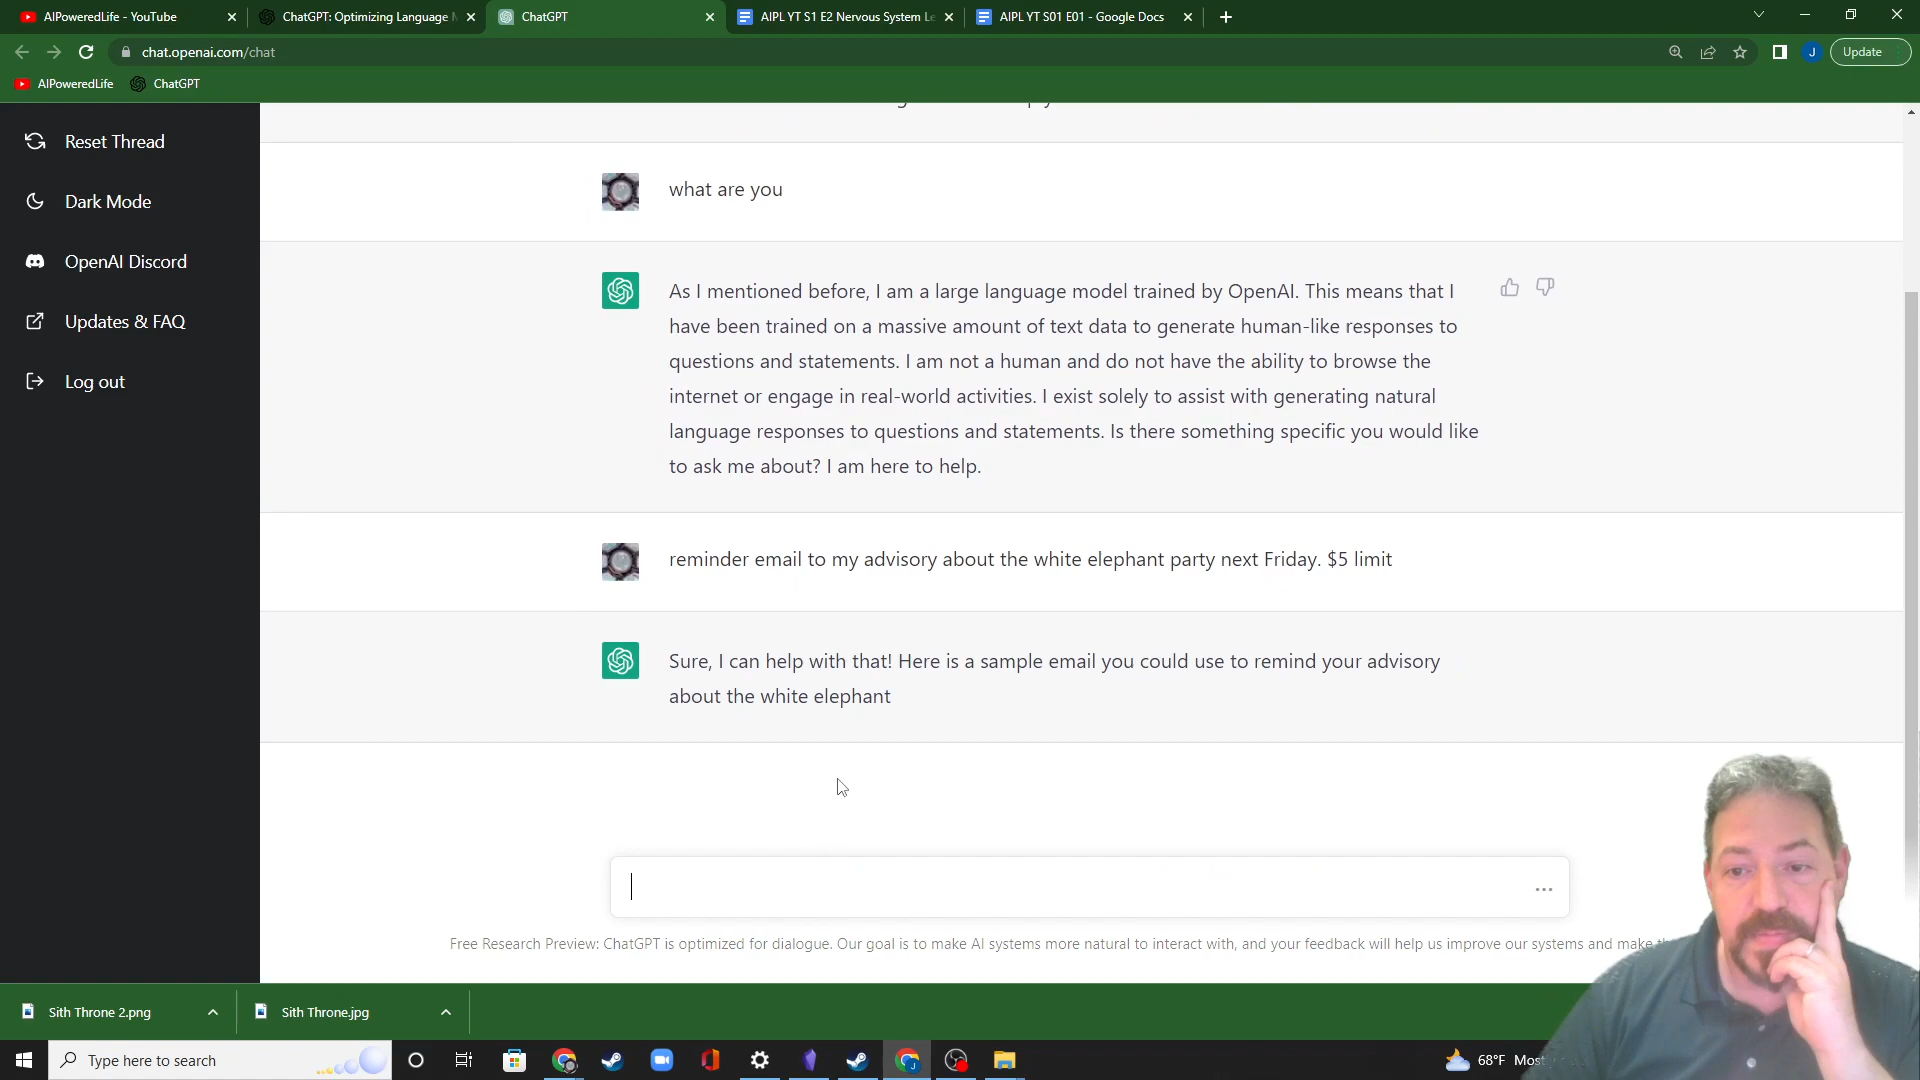 AIPoweredLife - YouTube
ChatGPT: Optimizing Language
ChatGPT
AIPL YT S1 E2 Nervous System Le
AIPL YT S01 E01 - Google Docs
chat.openai.com/chat
J
Update
AIPoweredLife
ChatGPT
Reset Thread
Dark Mode
OpenAI Discord
Updates & FAQ
Log out
what are you
As I mentioned before, I am a large language model trained by OpenAI. This means that I
have been trained on a massive amount of text data to generate human-like responses to
questions and statements. I am not a human and do not have the ability to browse the
internet or engage in real-world activities. I exist solely to assist with generating natural
language responses to questions and statements. Is there something specific you would like
to ask me about? I am here to help.
reminder email to my advisory about the white elephant party next Friday. $5 limit
Sure, I can help with that! Here is a sample email you could use to remind your advisory
about the white elephant
Free Research Preview: ChatGPT is optimized for dialogue. Our goal is to make AI systems more natural to interact with, and your feedback will help us improve our systems and make
Sith Throne 2.png
Sith Throne.jpg
Type here to search
68°F Most